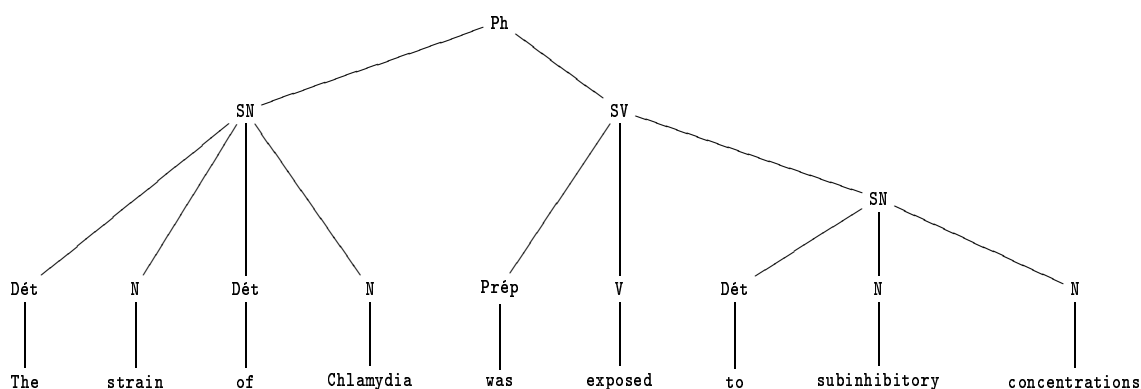 Ph
SN SV
SN
Dét N Dét N Prép V Dét N N
The strain of Chlamydia was exposed to subinhibitory concentrations